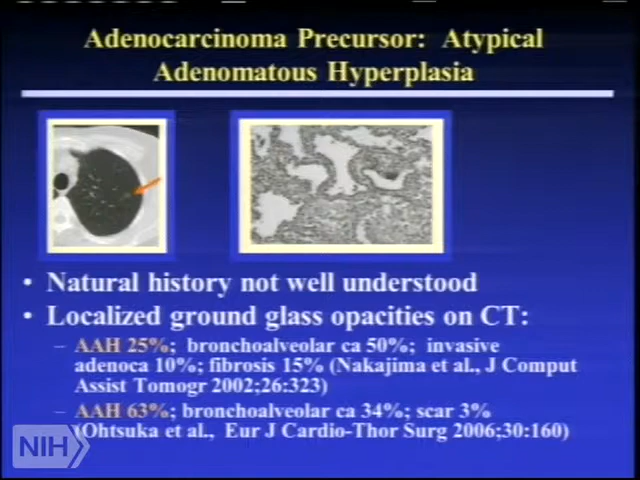 Adenocarcinoma Precursor: Atypical
Adenomatous Hyperplasia
• Natural history not well understood
• Localized ground glass opacities on CT:
– AAH 25%; bronchoalveolar ca 50%; invasive
adenoca 10%; fibrosis 15% (Nakajima et al., J Comput
Assist Tomogr 2002;26:323)
– AAH 63%; bronchoalveolar ca 34%; scar 3%
(Ohtsuka et al., Eur J Cardio-Thor Surg 2006;30:160)
NIH